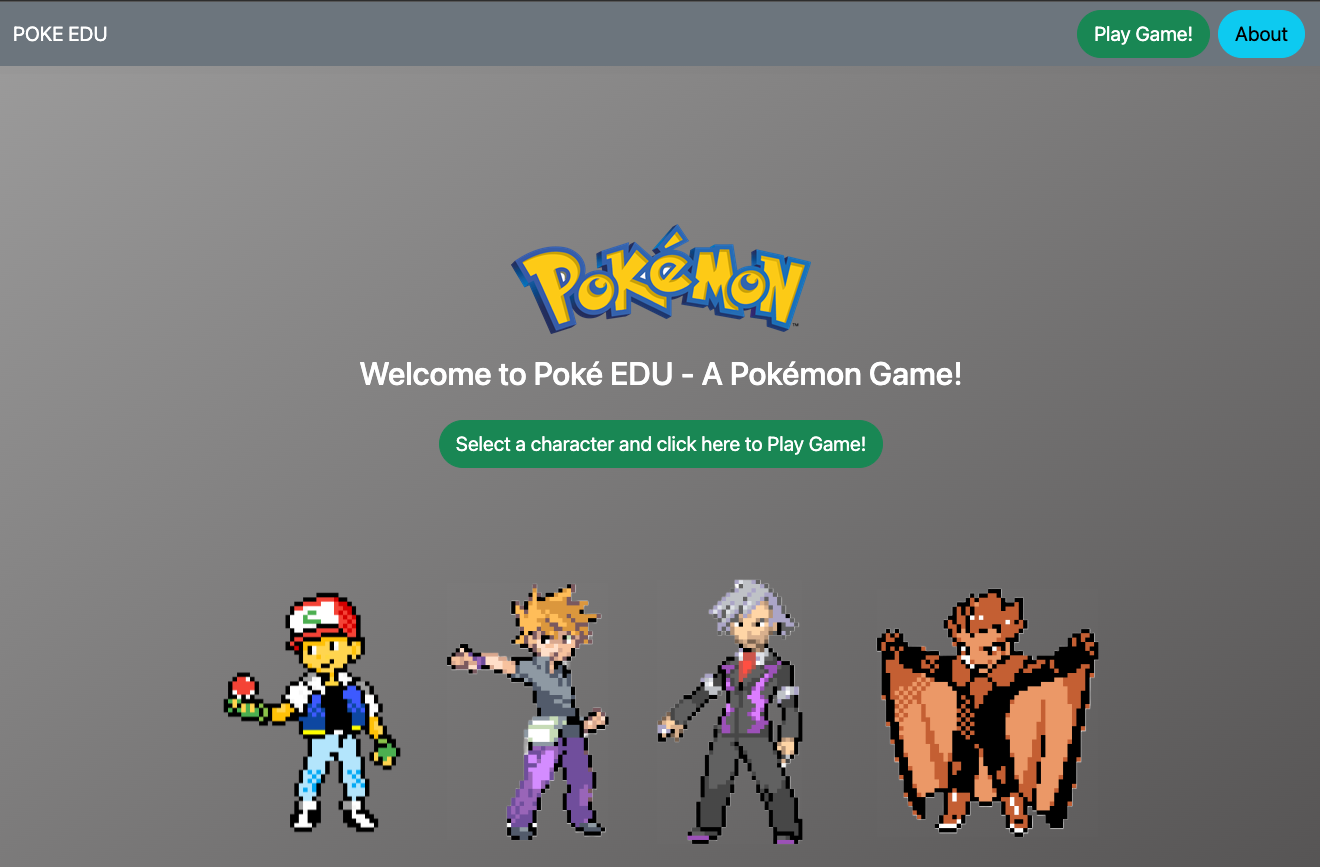 POKE EDU
Play Game!
About
POKéMON
™
Welcome to Poké EDU - A Pokémon Game!
Select a character and click here to Play Game!